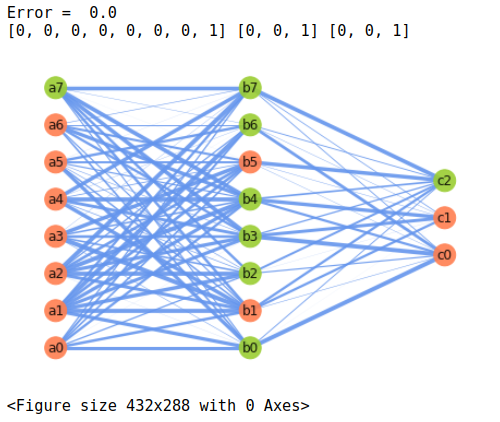 Error =  0.0
[0, 0, 0, 0, 0, 0, 0, 1] [0, 0, 1] [0, 0, 1]
a7 b7
a6 b6
a5 b5 c2
a4 b4 c1
a3 b3 c0
a2 b2
a1 b1
a0 b0
<Figure size 432x288 with 0 Axes>